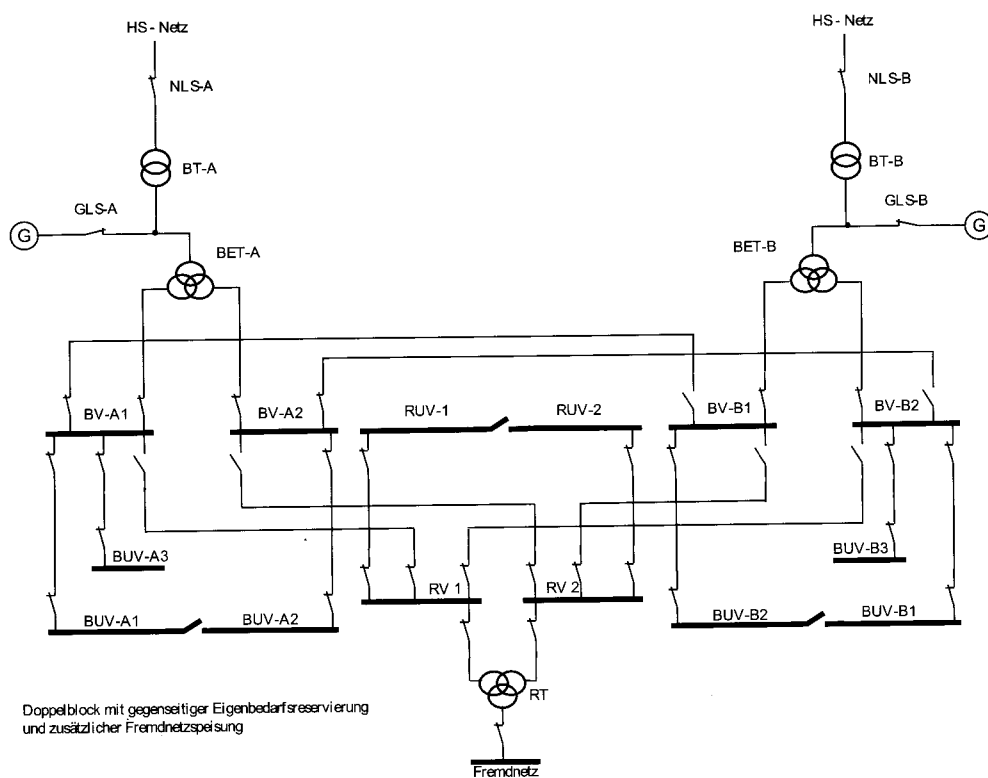 HS - Netz
HS - Netz
NLS-A
NLS-B
BT-A
BT-B
GLS-A
GLS-B
G
G
BET-A
BET-B
BV-A1
BV-A2
RUV-1
RUV-2
BV-B1
BV-B2
BUV-A3
BUV-B3
RV 1
RV 2
BUV-A1
BUV-A2
BUV-B2
BUV-B1
RT
Doppelblock mit gegenseitiger Eigenbedarfsreservierung
und zusätzlicher Fremdnetzspeisung
Fremdnetz